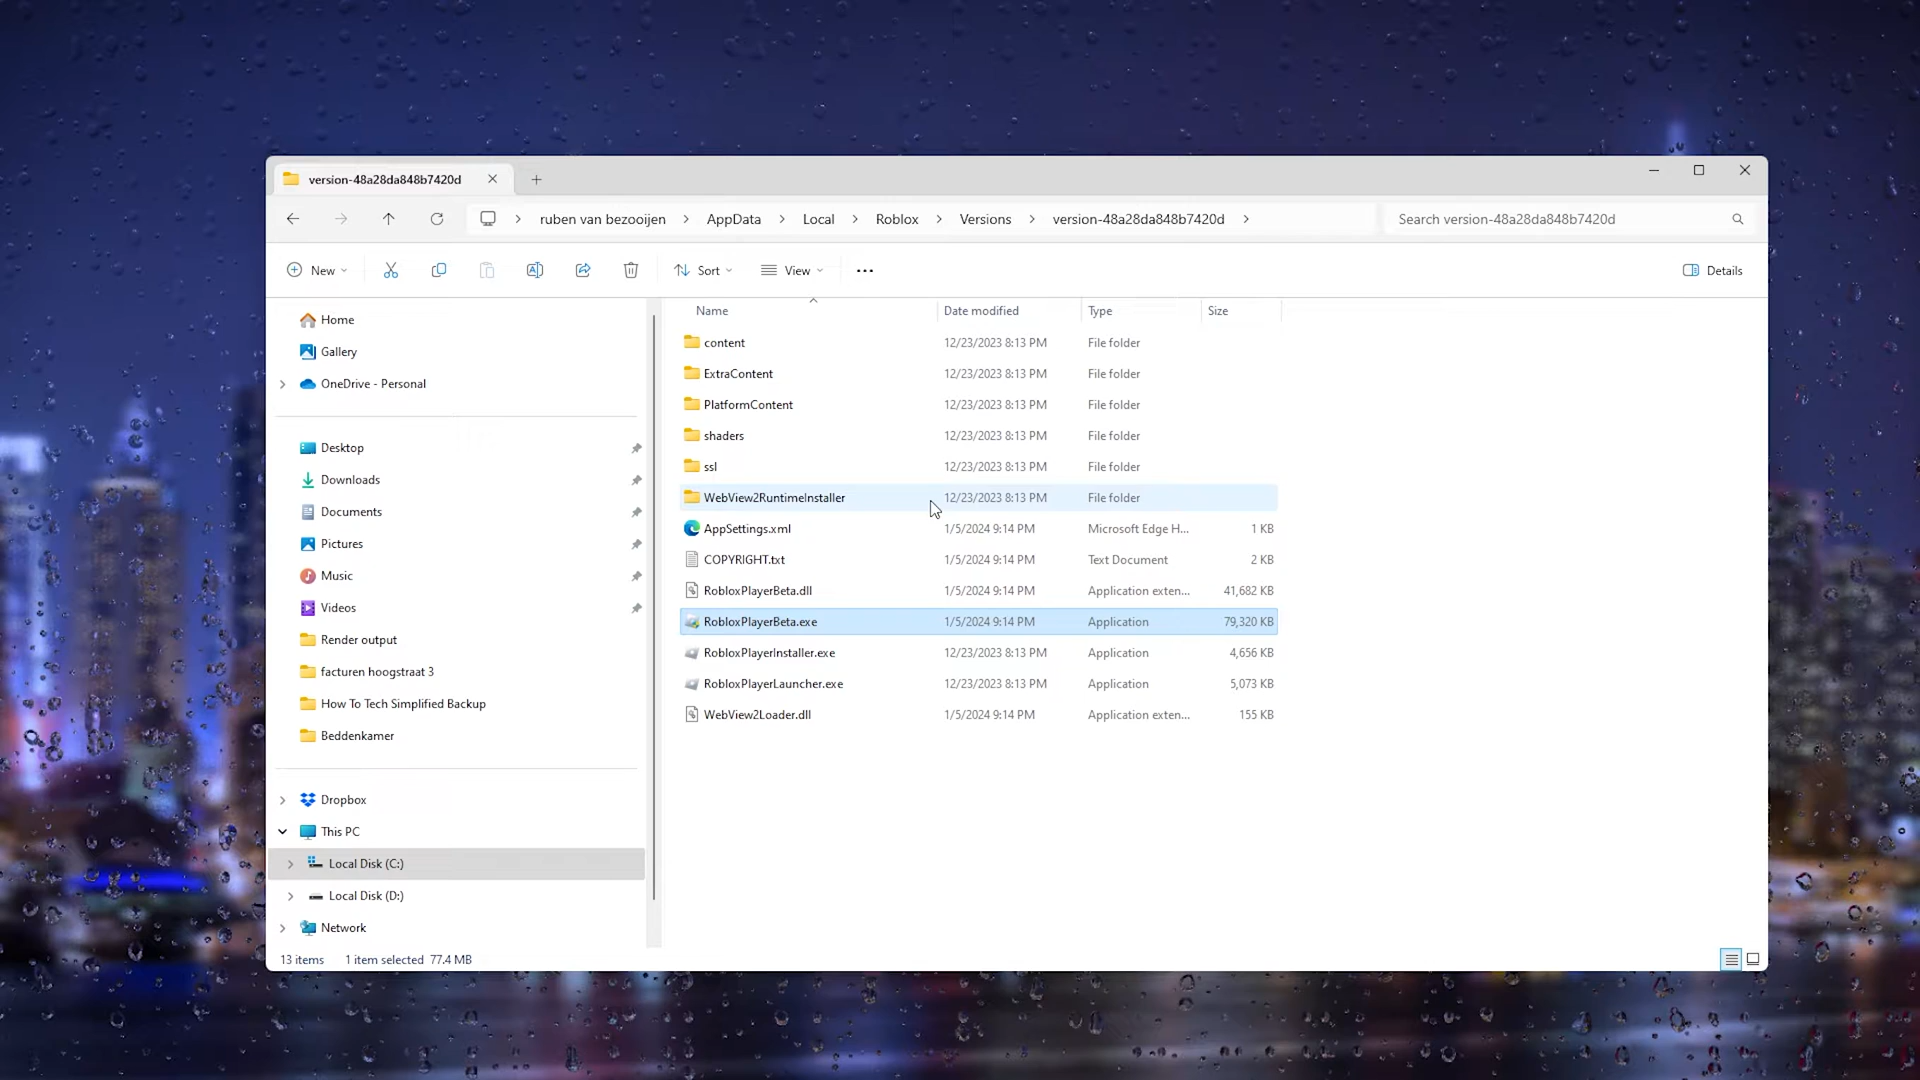 version-48a28da848b7420d
ruben van bezooijen AppData Local Roblox Versions version-48a28da848b7420d
Search version-48a28da848b7420d
New Sort View Details
Home
Gallery
OneDrive - Personal
Desktop
Downloads
Documents
Pictures
Music
Videos
Render output
facturen hoogstraat 3
How To Tech Simplified Backup
Beddenkamer
Dropbox
This PC
Local Disk (C:)
Local Disk (D:)
Network
Name Date modified Type Size
content 12/23/2023 8:13 PM File folder
ExtraContent 12/23/2023 8:13 PM File folder
PlatformContent 12/23/2023 8:13 PM File folder
shaders 12/23/2023 8:13 PM File folder
ssl 12/23/2023 8:13 PM File folder
WebView2RuntimeInstaller 12/23/2023 8:13 PM File folder
AppSettings.xml 1/5/2024 9:14 PM Microsoft Edge H... 1 KB
COPYRIGHT.txt 1/5/2024 9:14 PM Text Document 2 KB
RobloxPlayerBeta.dll 1/5/2024 9:14 PM Application exten... 41,682 KB
RobloxPlayerBeta.exe 1/5/2024 9:14 PM Application 79,320 KB
RobloxPlayerInstaller.exe 12/23/2023 8:13 PM Application 4,656 KB
RobloxPlayerLauncher.exe 12/23/2023 8:13 PM Application 5,073 KB
WebView2Loader.dll 1/5/2024 9:14 PM Application exten... 155 KB
13 items 1 item selected 77.4 MB